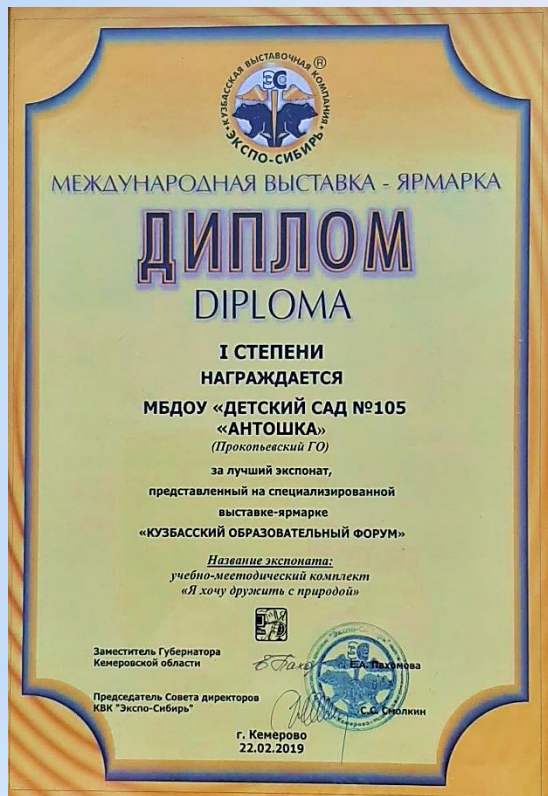 КУЗБАССКАЯ ВЫСТАВОЧНАЯ КОМПАНИЯ
ЭС
®
• ЭКСПО-СИБИРЬ •
МЕЖДУНАРОДНАЯ ВЫСТАВКА - ЯРМАРКА
ДИПЛОМ
DIPLOMA
I СТЕПЕНИ
НАГРАЖДАЕТСЯ
МБДОУ «ДЕТСКИЙ САД №105
«АНТОШКА»
(Прокопьевский ГО)
за лучший экспонат,
представленный на специализированной
выставке-ярмарке
«КУЗБАССКИЙ ОБРАЗОВАТЕЛЬНЫЙ ФОРУМ»
Название экспоната:
учебно-меетодический комплект
«Я хочу дружить с природой»
Заместитель Губернатора
Кемеровской области
Е.А. Пахомова
Председатель Совета директоров
КВК "Экспо-Сибирь"
С.С. Смолкин
г. Кемерово
22.02.2019